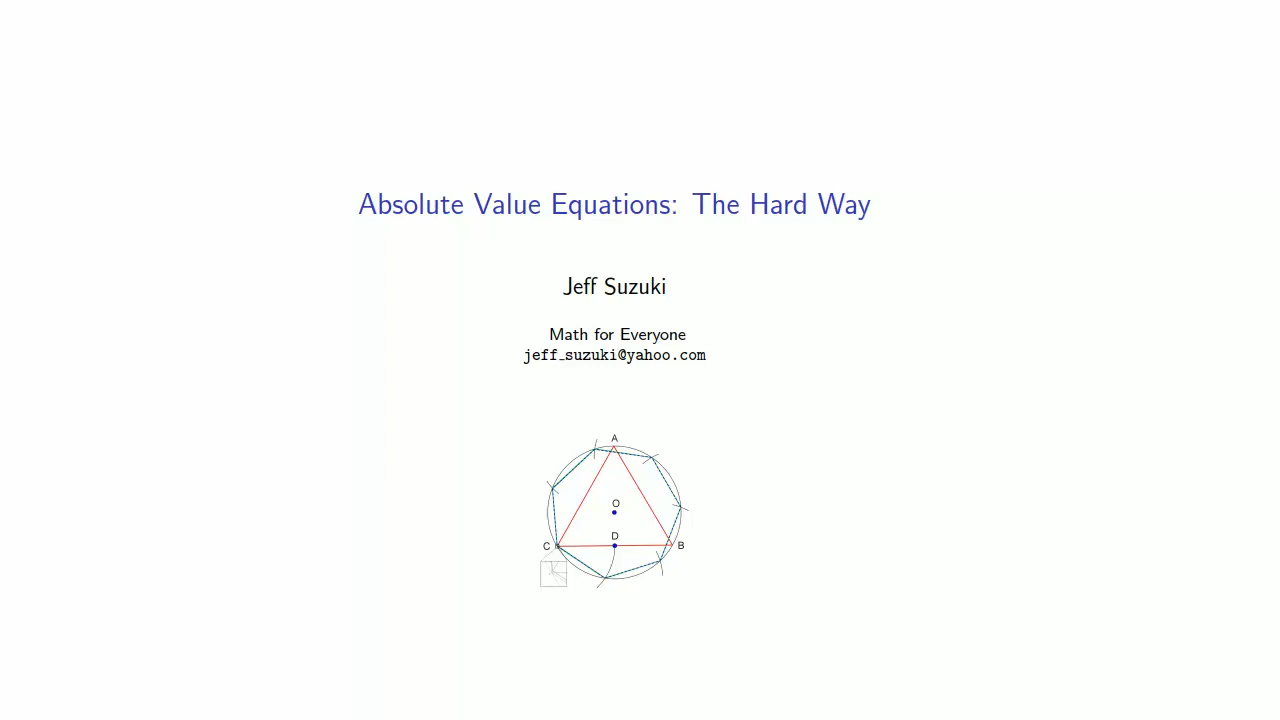 Absolute Value Equations: The Hard Way
Jeff Suzuki
Math for Everyone
jeff_suzuki@yahoo.com
A
O
D
C
B